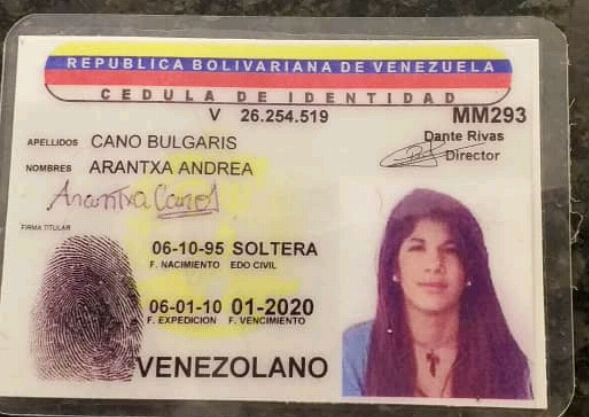 REPUBLICA BOLIVARIANA DE VENEZUELA
CEDULA DE IDENTIDAD
V 26.254.519 MM293
Dante Rivas
Director
APELLIDOS CANO BULGARIS
NOMBRES ARANTXA ANDREA
Arantxa Cano
FIRMA TITULAR
06-10-95 SOLTERA
F. NACIMIENTO EDO CIVIL
06-01-10 01-2020
F. EXPEDICION F. VENCIMIENTO
VENEZOLANO